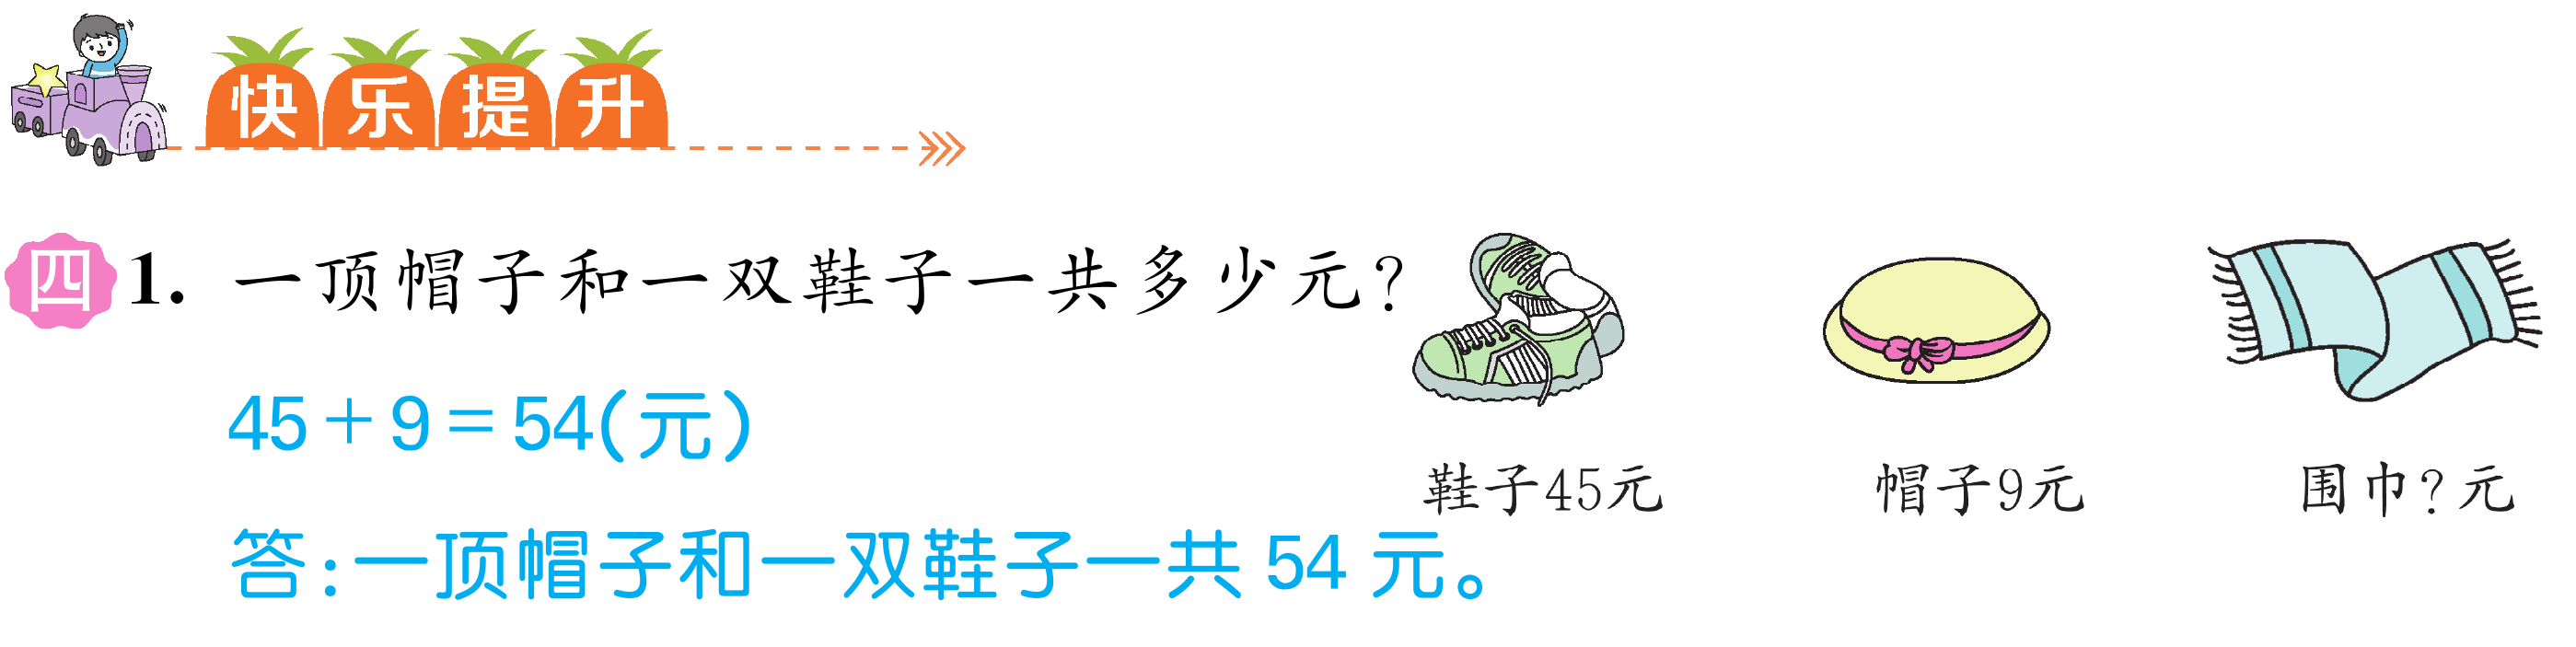 快乐提升
四 1. 一顶帽子和一双鞋子一共多少元?
45+9=54(元)
鞋子45元 帽子9元 围巾?元
答:一顶帽子和一双鞋子一共 54 元。